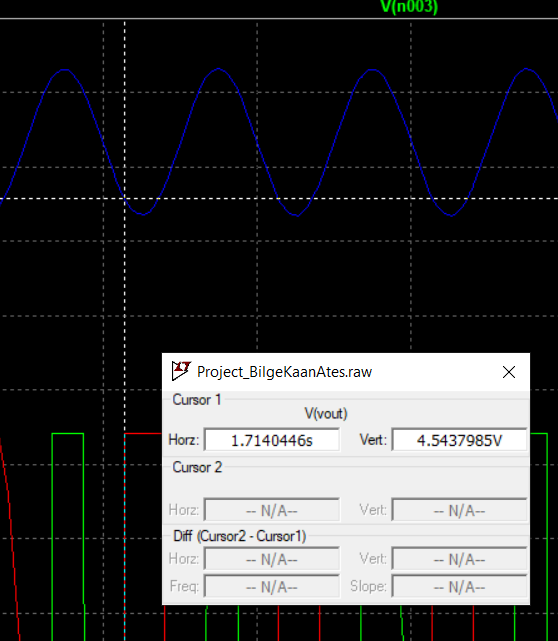 V(n003)
Project_BilgeKaanAtes.raw
Cursor 1
V(vout)
Horz: 1.7140446s Vert: 4.5437985V
Cursor 2
Horz: -- N/A-- Vert: -- N/A--
Diff (Cursor2 - Cursor1)
Horz: -- N/A-- Vert: -- N/A--
Freq: -- N/A-- Slope: -- N/A--